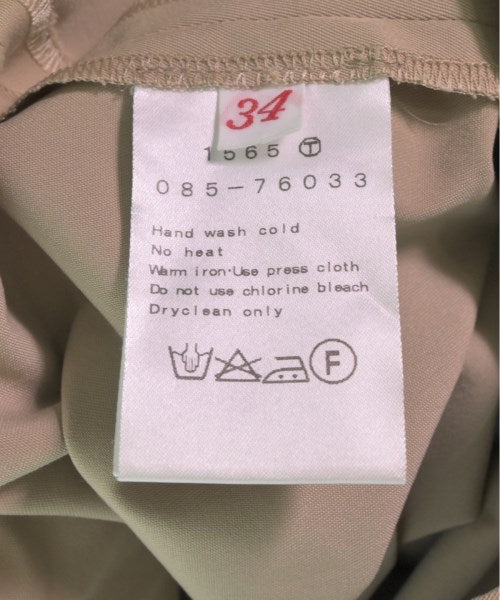 34
1565 Ⓣ
085-76033
Hand wash cold
No heat
Warm iron·Use press cloth
Do not use chlorine bleach
Dryclean only
F